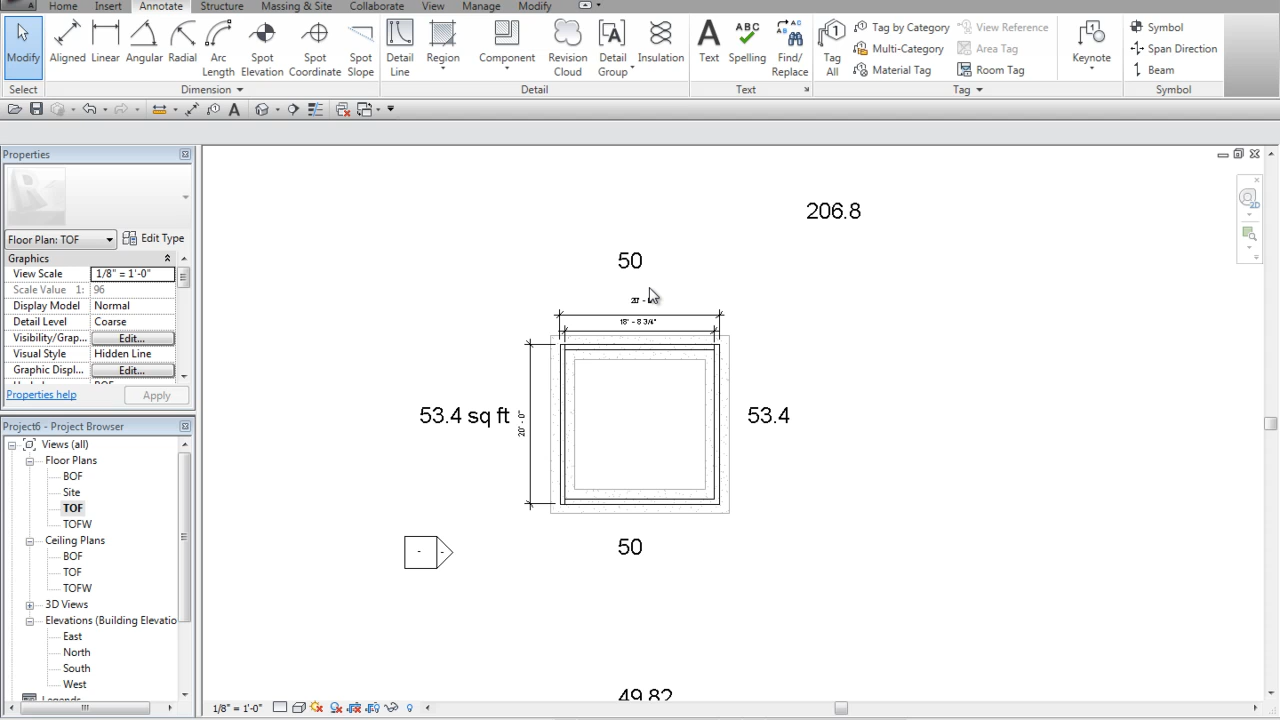 Home Insert Annotate Structure Massing & Site Collaborate View Manage Modify
Modify
Aligned
Linear
Angular
Radial
Arc
Length
Spot
Elevation
Spot
Coordinate
Spot
Slope
Detail
Line
Region
Component
Revision
Cloud
Detail
Group
Insulation
A
Text
ABC
Spelling
Find/
Replace
Tag
All
Tag by Category
Multi-Category
Material Tag
View Reference
Area Tag
Room Tag
Keynote
Symbol
Span Direction
Beam
Select
Dimension
Detail
Text
Tag
Symbol
Properties
Floor Plan: TOF
Edit Type
Graphics
View Scale 1/8" = 1'-0"
Scale Value 1: 96
Display Model Normal
Detail Level Coarse
Visibility/Grap... Edit...
Visual Style Hidden Line
Graphic Displ... Edit...
Properties help
Apply
Project6 - Project Browser
Views (all)
Floor Plans
BOF
Site
TOF
TOFW
Ceiling Plans
BOF
TOF
TOFW
3D Views
Elevations (Building Elevatio
East
North
South
West
2D
206.8
50
18' - 8 3/4"
53.4 sq ft
20' - 0"
53.4
50
49.82
1/8" = 1'-0"